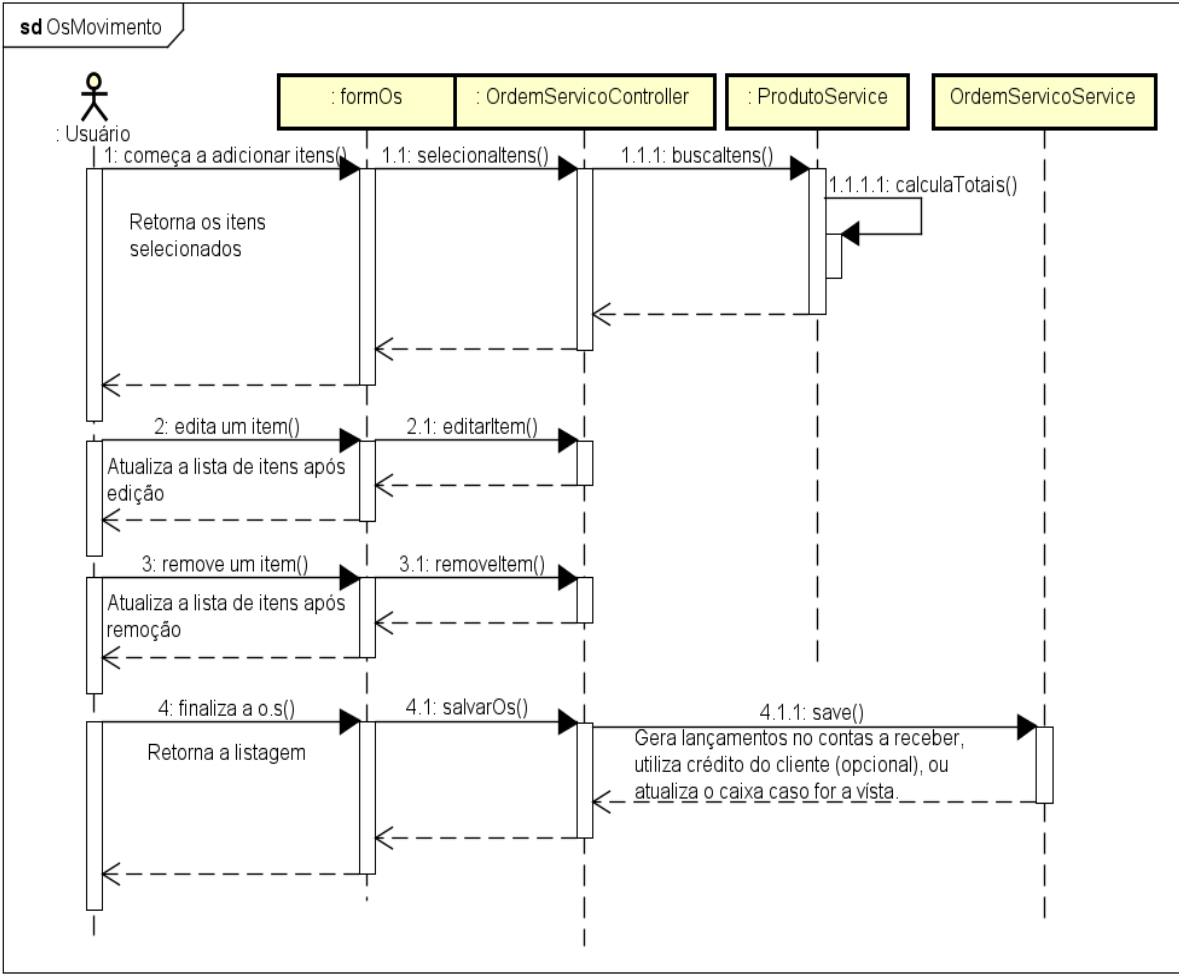 sd OsMovimento
: Usuário
: formOs
: OrdemServicoController
: ProdutoService
OrdemServicoService
1: começa a adicionar itens()
1.1: selecionaItens()
1.1.1: buscaItens()
1.1.1.1: calculaTotais()
Retorna os itens
selecionados
2: edita um item()
2.1: editarItem()
Atualiza a lista de itens após
edição
3: remove um item()
3.1: removeItem()
Atualiza a lista de itens após
remoção
4: finaliza a o.s()
4.1: salvarOs()
4.1.1: save()
Retorna a listagem
Gera lançamentos no contas a receber,
utiliza crédito do cliente (opcional), ou
atualiza o caixa caso for a vísta.